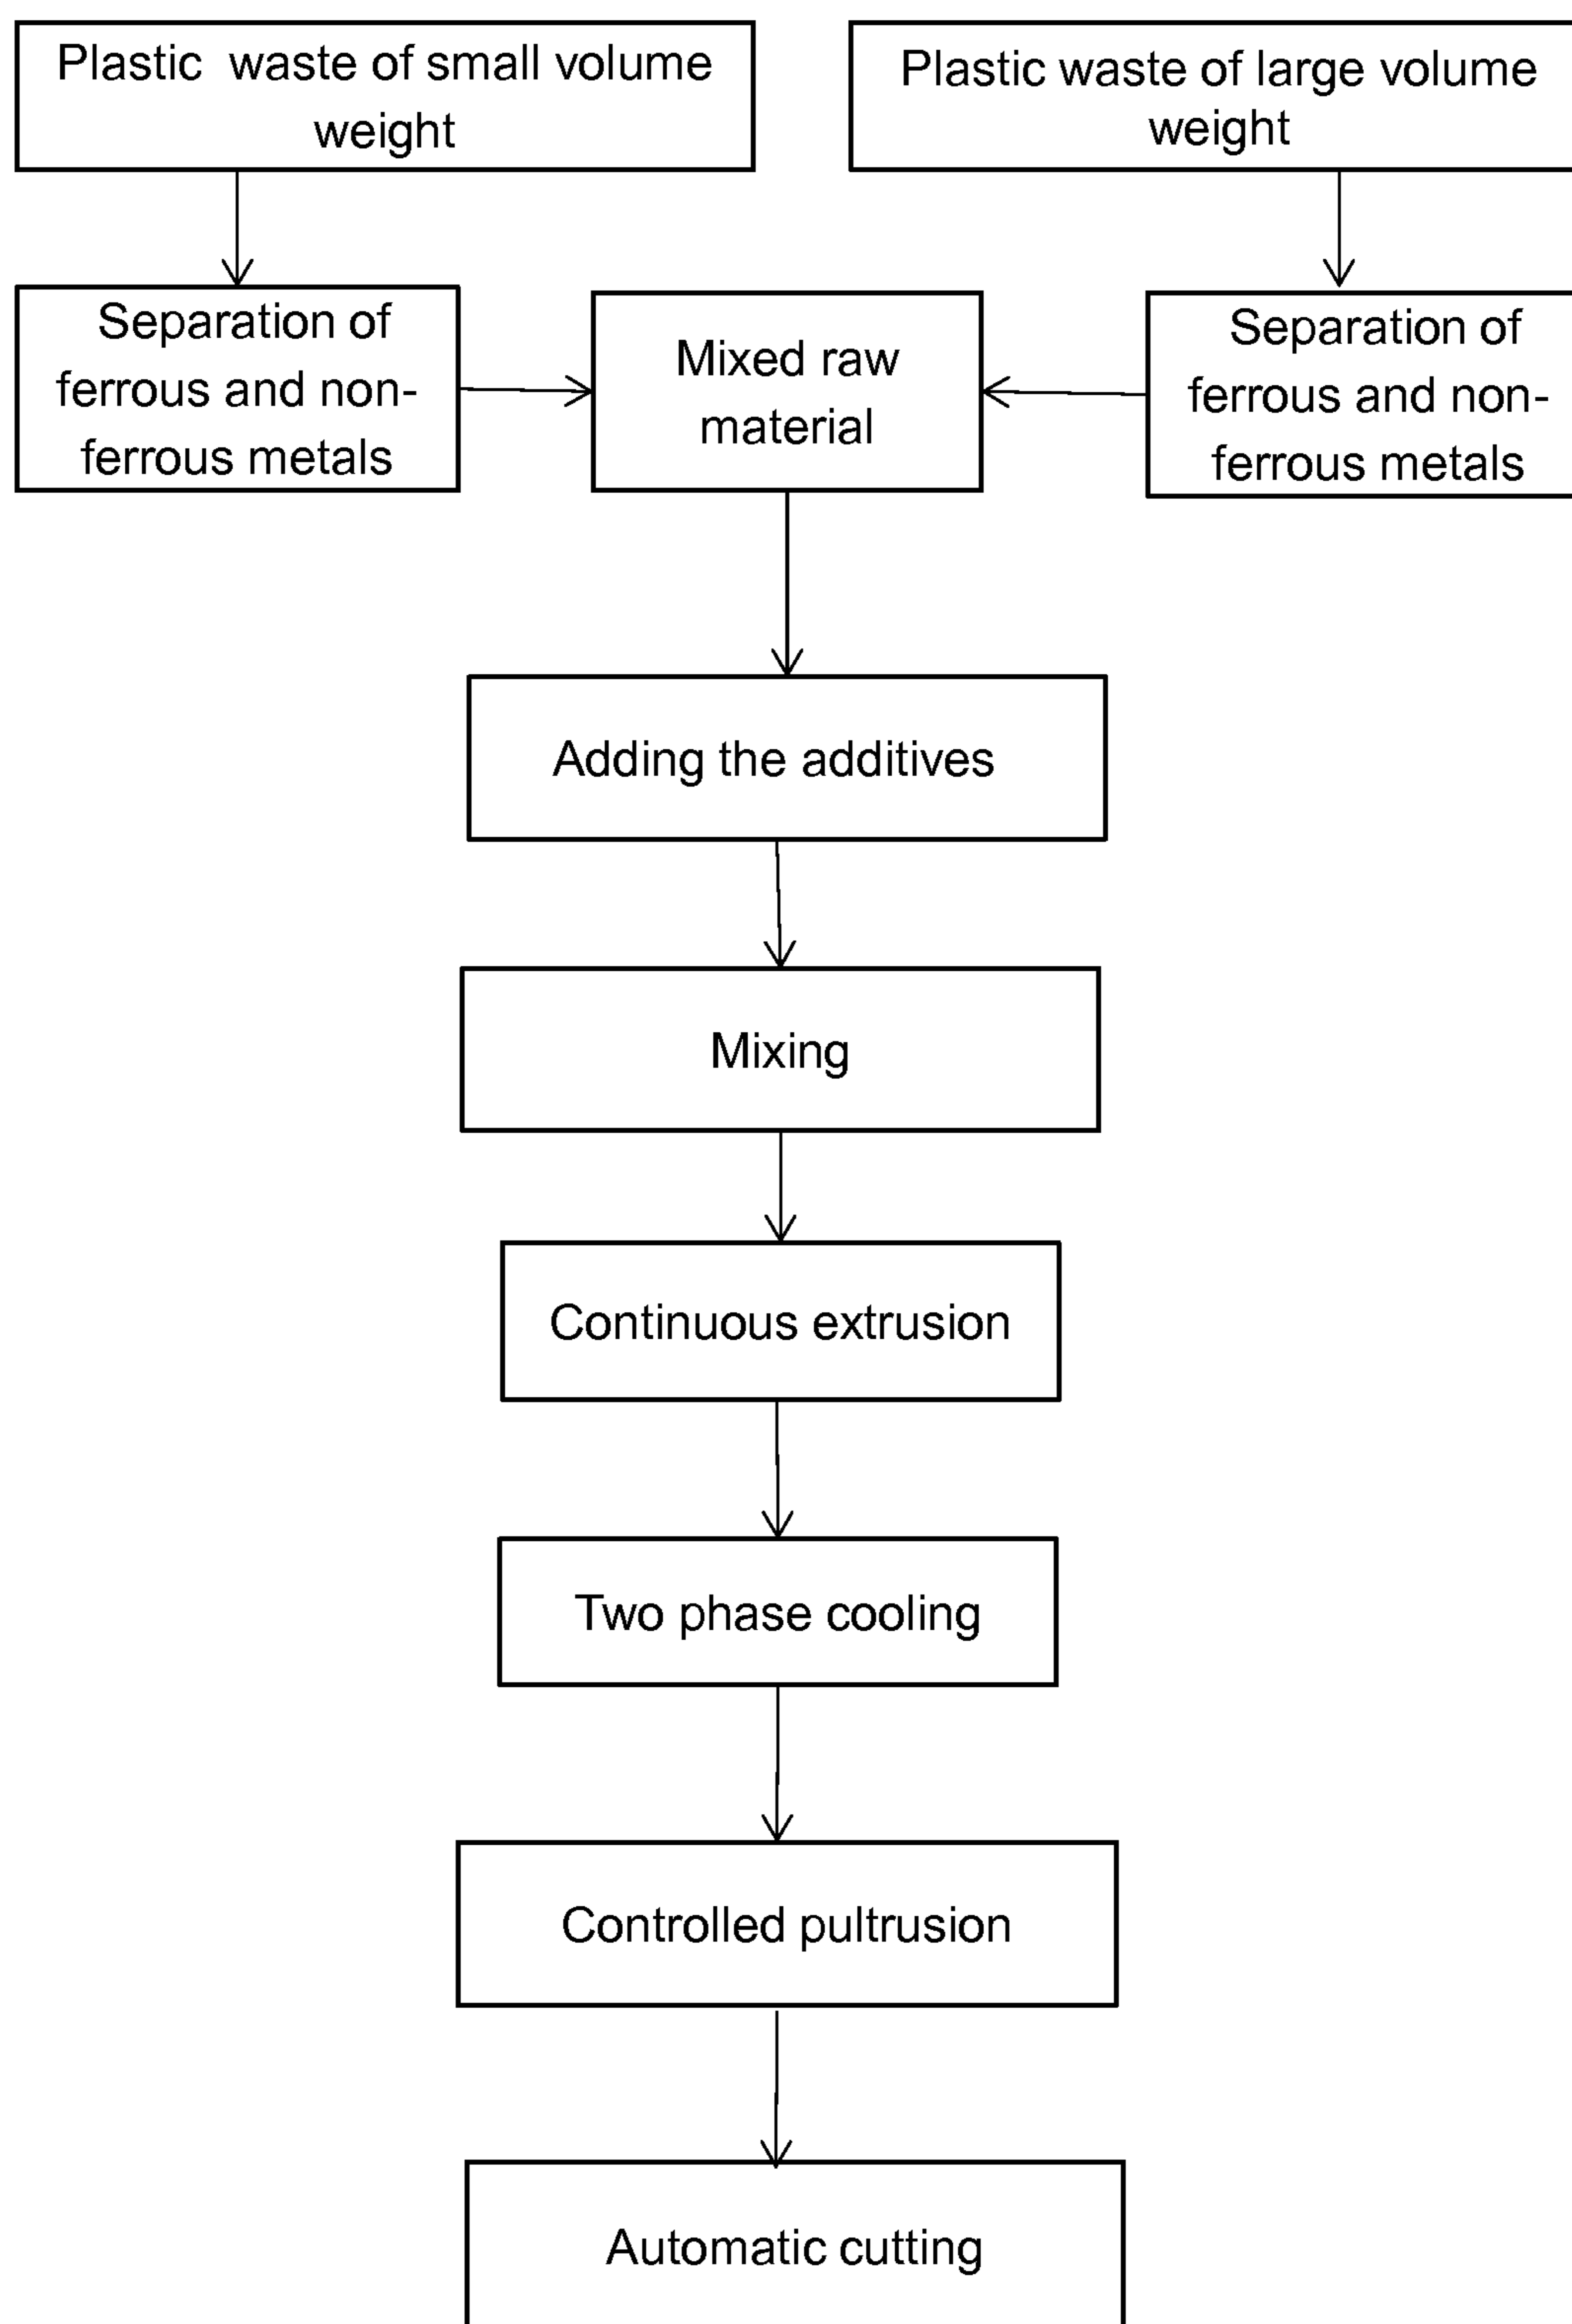 Plastic waste of small volume
weight
Plastic waste of large volume
weight
Separation of
ferrous and non-
ferrous metals
Mixed raw
material
Separation of
ferrous and non-
ferrous metals
Adding the additives
Mixing
Continuous extrusion
Two phase cooling
Controlled pultrusion
Automatic cutting